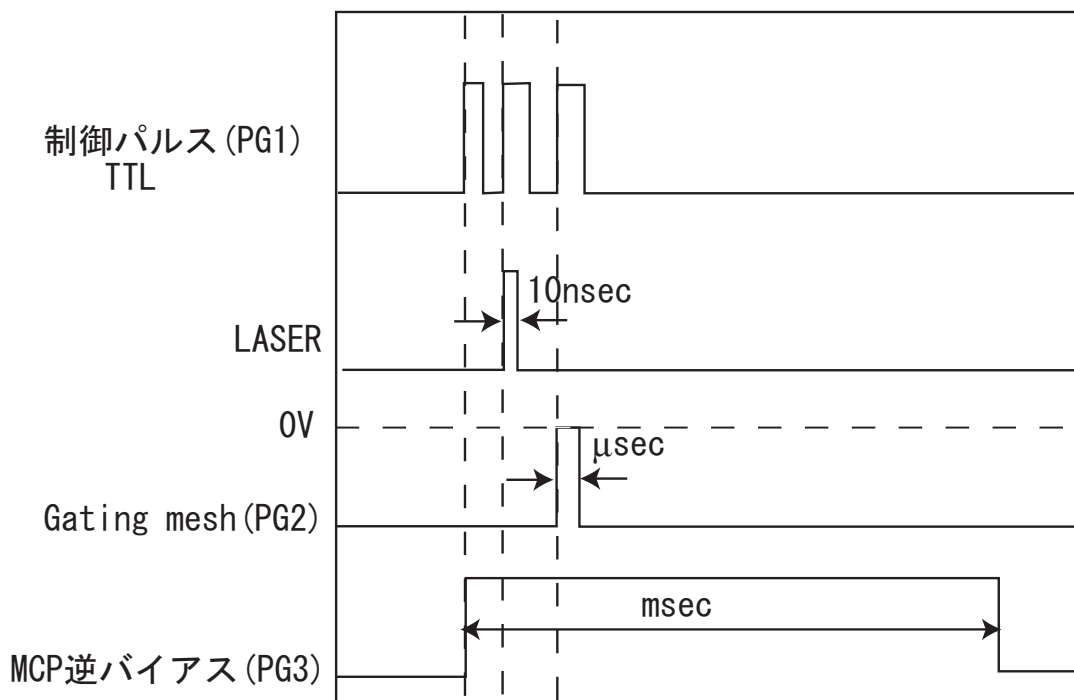 制御パルス(PG1)
TTL
10nsec
LASER
0V
μsec
Gating mesh(PG2)
msec
MCP逆バイアス(PG3)